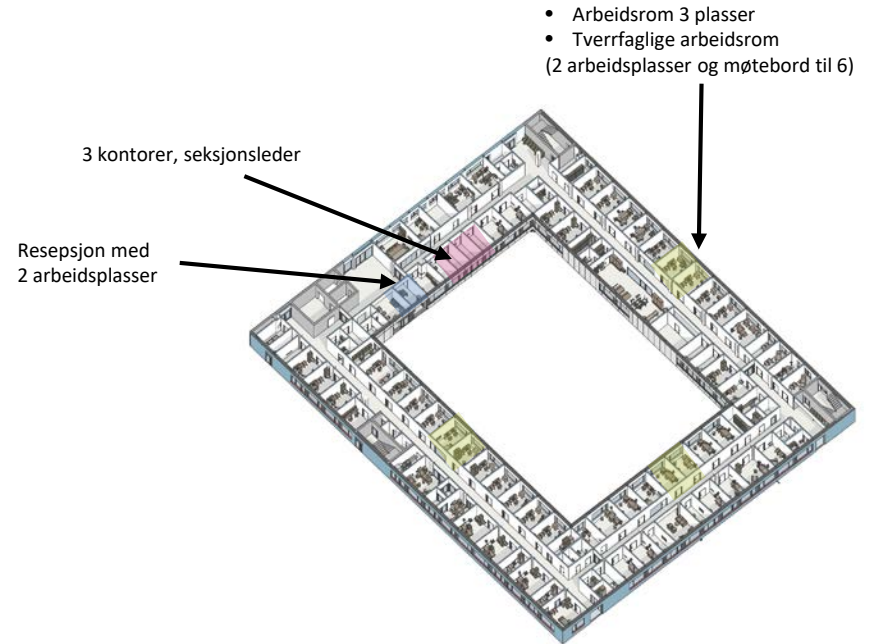 • Arbeidsrom 3 plasser
• Tverrfaglige arbeidsrom
(2 arbeidsplasser og møtebord til 6)
3 kontorer, seksjonsleder
Resepsjon med
2 arbeidsplasser